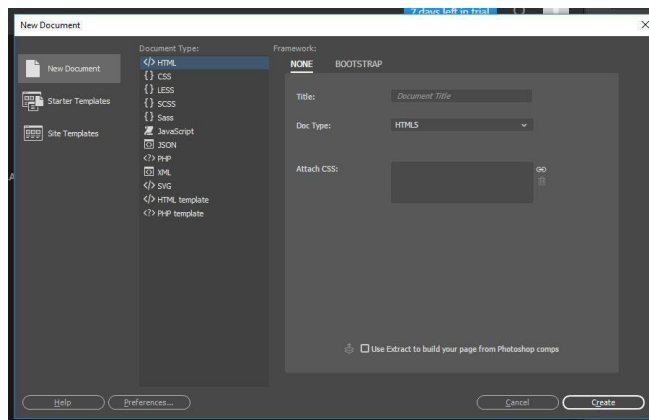 7 days left in trial
New Document
Document Type:
Framework:
New Document
Starter Templates
Site Templates
</> HTML
{ } CSS
{ } LESS
{ } SCSS
{ } Sass
JavaScript
JSON
<?> PHP
XML
</> SVG
</> HTML template
<?> PHP template
NONE BOOTSTRAP
Title: Document Title
Doc Type: HTML5
Attach CSS:
Use Extract to build your page from Photoshop comps
Help Preferences... Cancel Create